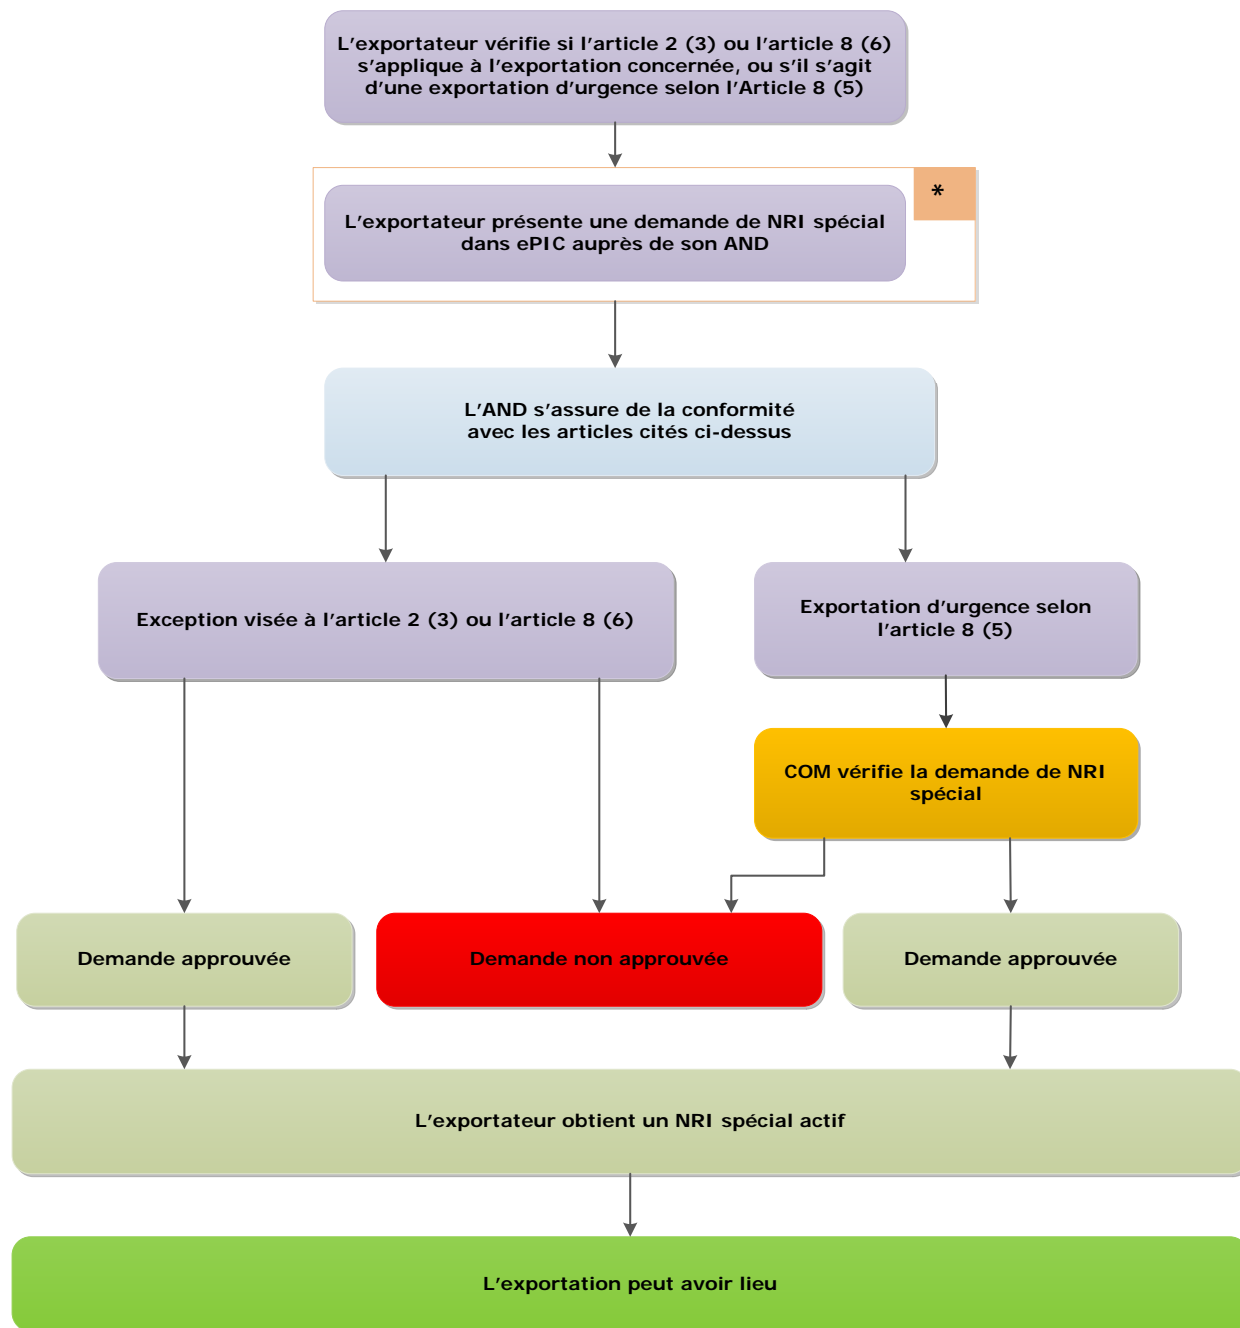 L'exportateur vérifie si l'article 2 (3) ou l'article 8 (6)
s'applique à l'exportation concernée, ou s'il s'agit
d'une exportation d'urgence selon l'Article 8 (5)
*
L'exportateur présente une demande de NRI spécial
dans ePIC auprès de son AND
L'AND s'assure de la conformité
avec les articles cités ci-dessus
Exception visée à l'article 2 (3) ou l'article 8 (6)
Exportation d'urgence selon
l'article 8 (5)
COM vérifie la demande de NRI
spécial
Demande approuvée
Demande non approuvée
Demande approuvée
L'exportateur obtient un NRI spécial actif
L'exportation peut avoir lieu